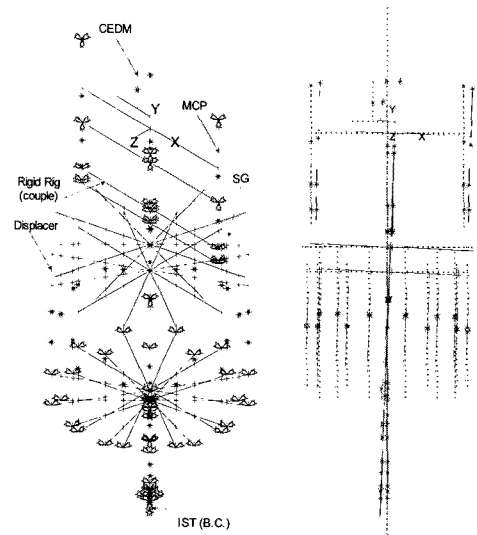 CEDM
MCP
Y
Z X
SG
Rigid Rig
(couple)
Displacer
IST (B.C.)
Y
Z X